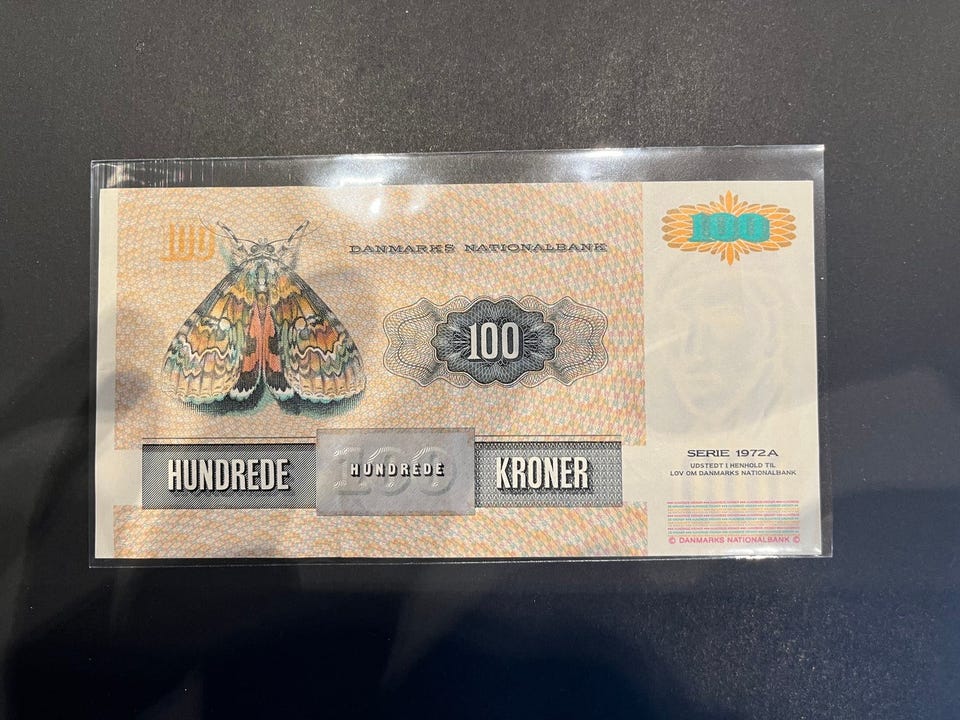 100
DANMARKS NATIONALBANK
100
100
HUNDREDE
100
HUNDREDE
KRONER
SERIE 1972A
UDSTEDT I HENHOLD TIL
LOV OM DANMARKS NATIONALBANK
© DANMARKS NATIONALBANK ©